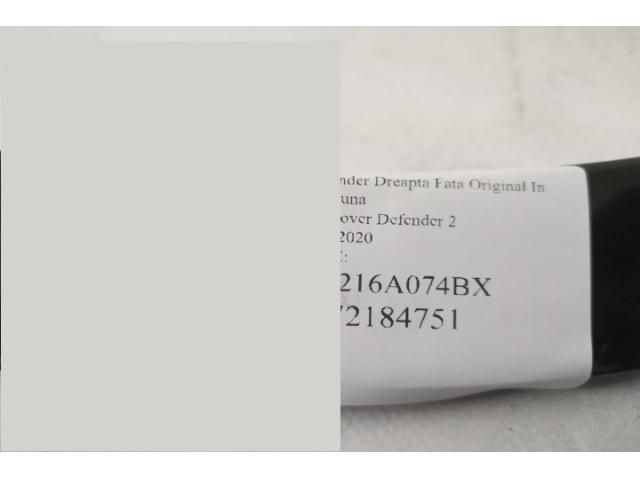 nder Dreapta Fata Original In
una
over Defender 2
2020
:
216A074BX
72184751